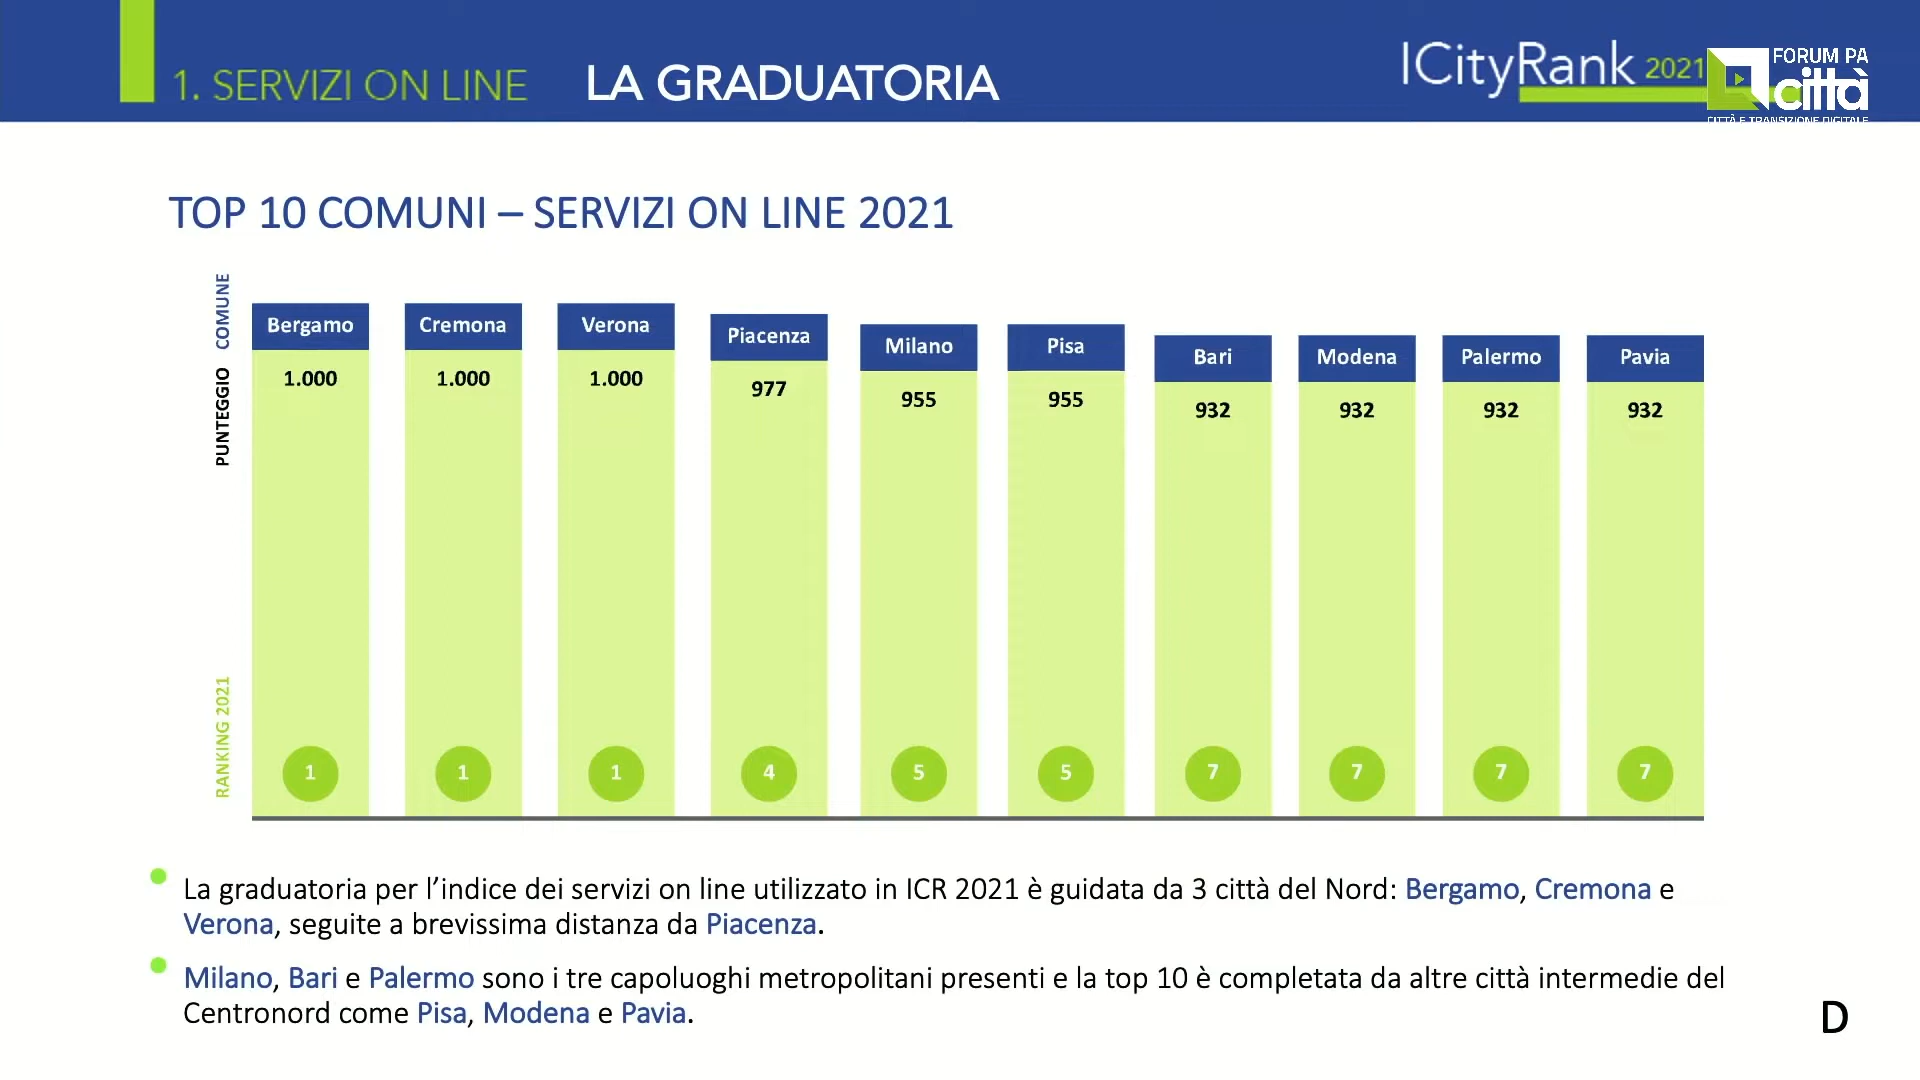 1. SERVIZI ON LINE LA GRADUATORIA
ICityRank 2021
FORUM PA
città
CITTÀ E TRANSIZIONE DIGITALE
TOP 10 COMUNI – SERVIZI ON LINE 2021
COMUNE
Bergamo Cremona Verona Piacenza Milano Pisa Bari Modena Palermo Pavia
PUNTEGGIO
1.000 1.000 1.000 977 955 955 932 932 932 932
RANKING 2021
1 1 1 4 5 5 7 7 7 7
La graduatoria per l’indice dei servizi on line utilizzato in ICR 2021 è guidata da 3 città del Nord: Bergamo, Cremona e
Verona, seguite a brevissima distanza da Piacenza.
Milano, Bari e Palermo sono i tre capoluoghi metropolitani presenti e la top 10 è completata da altre città intermedie del
Centronord come Pisa, Modena e Pavia.
D